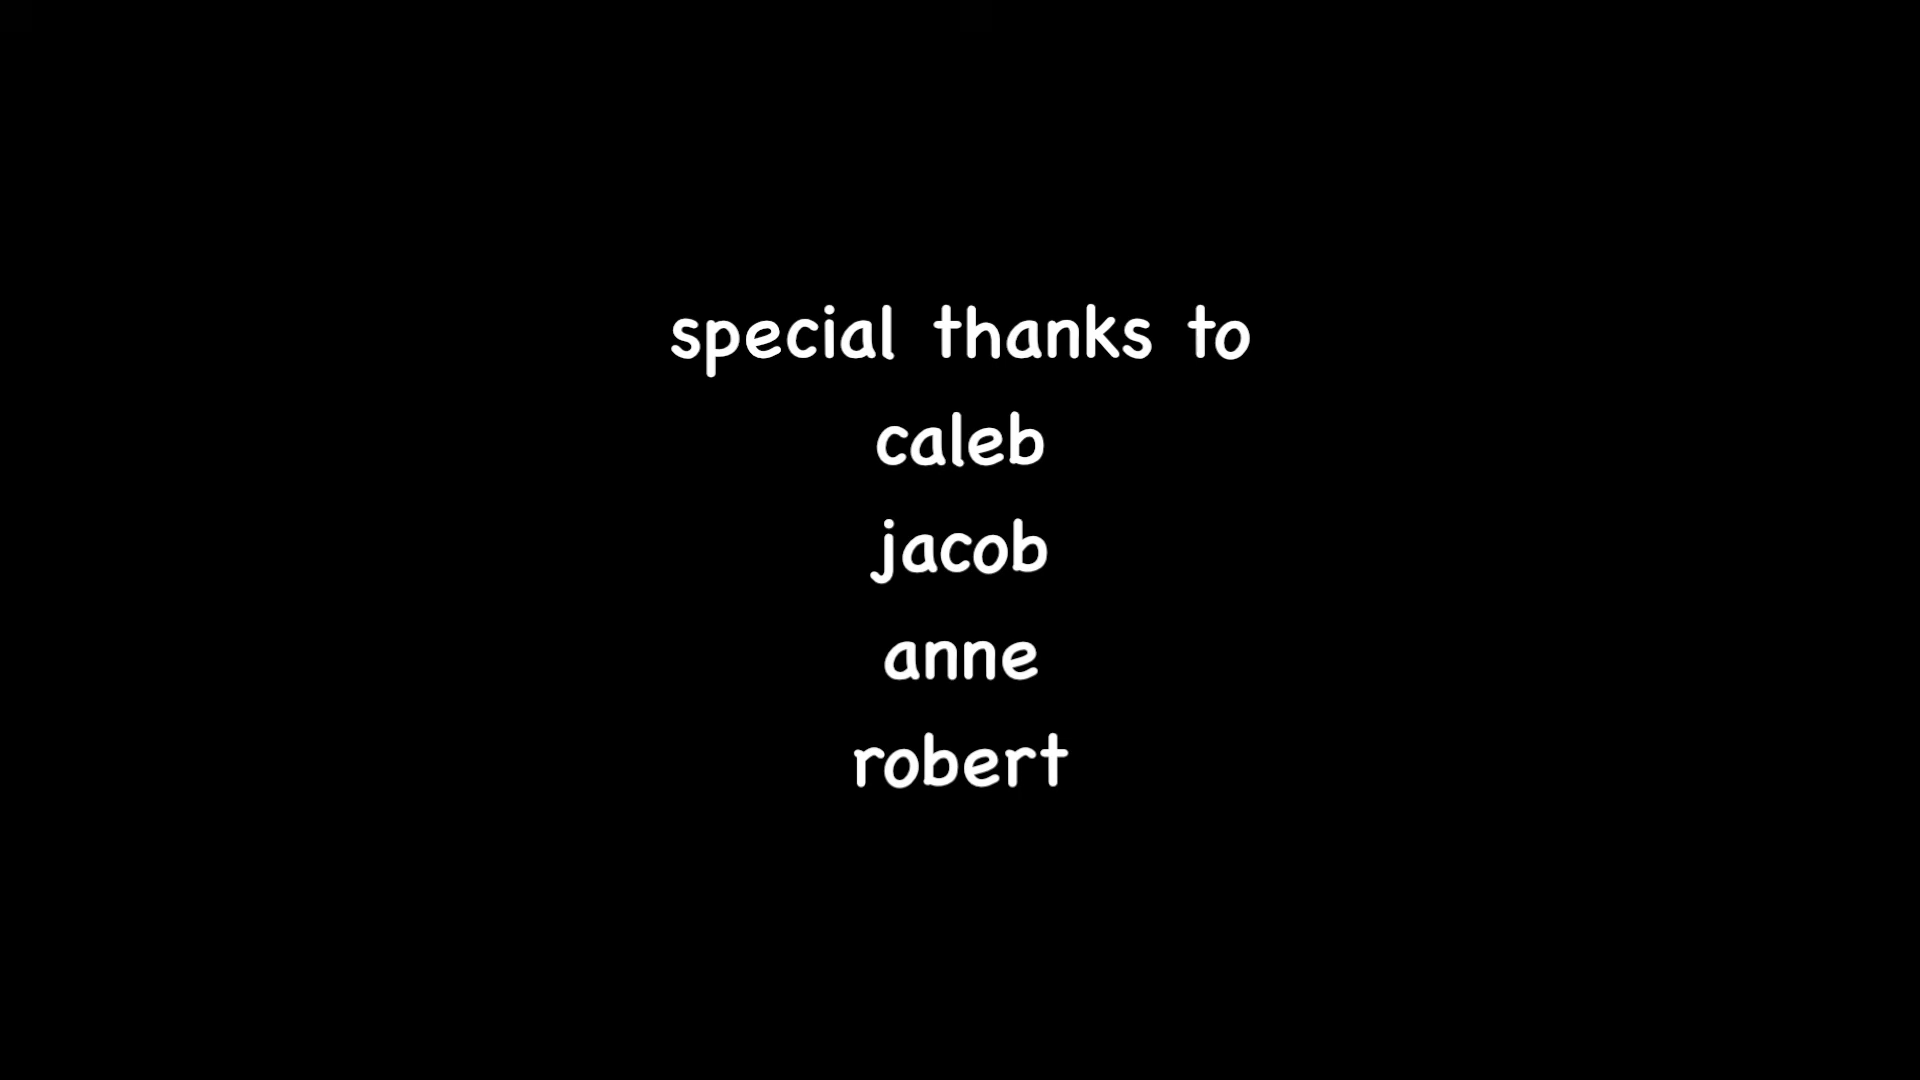 special thanks to
caleb
jacob
anne
robert